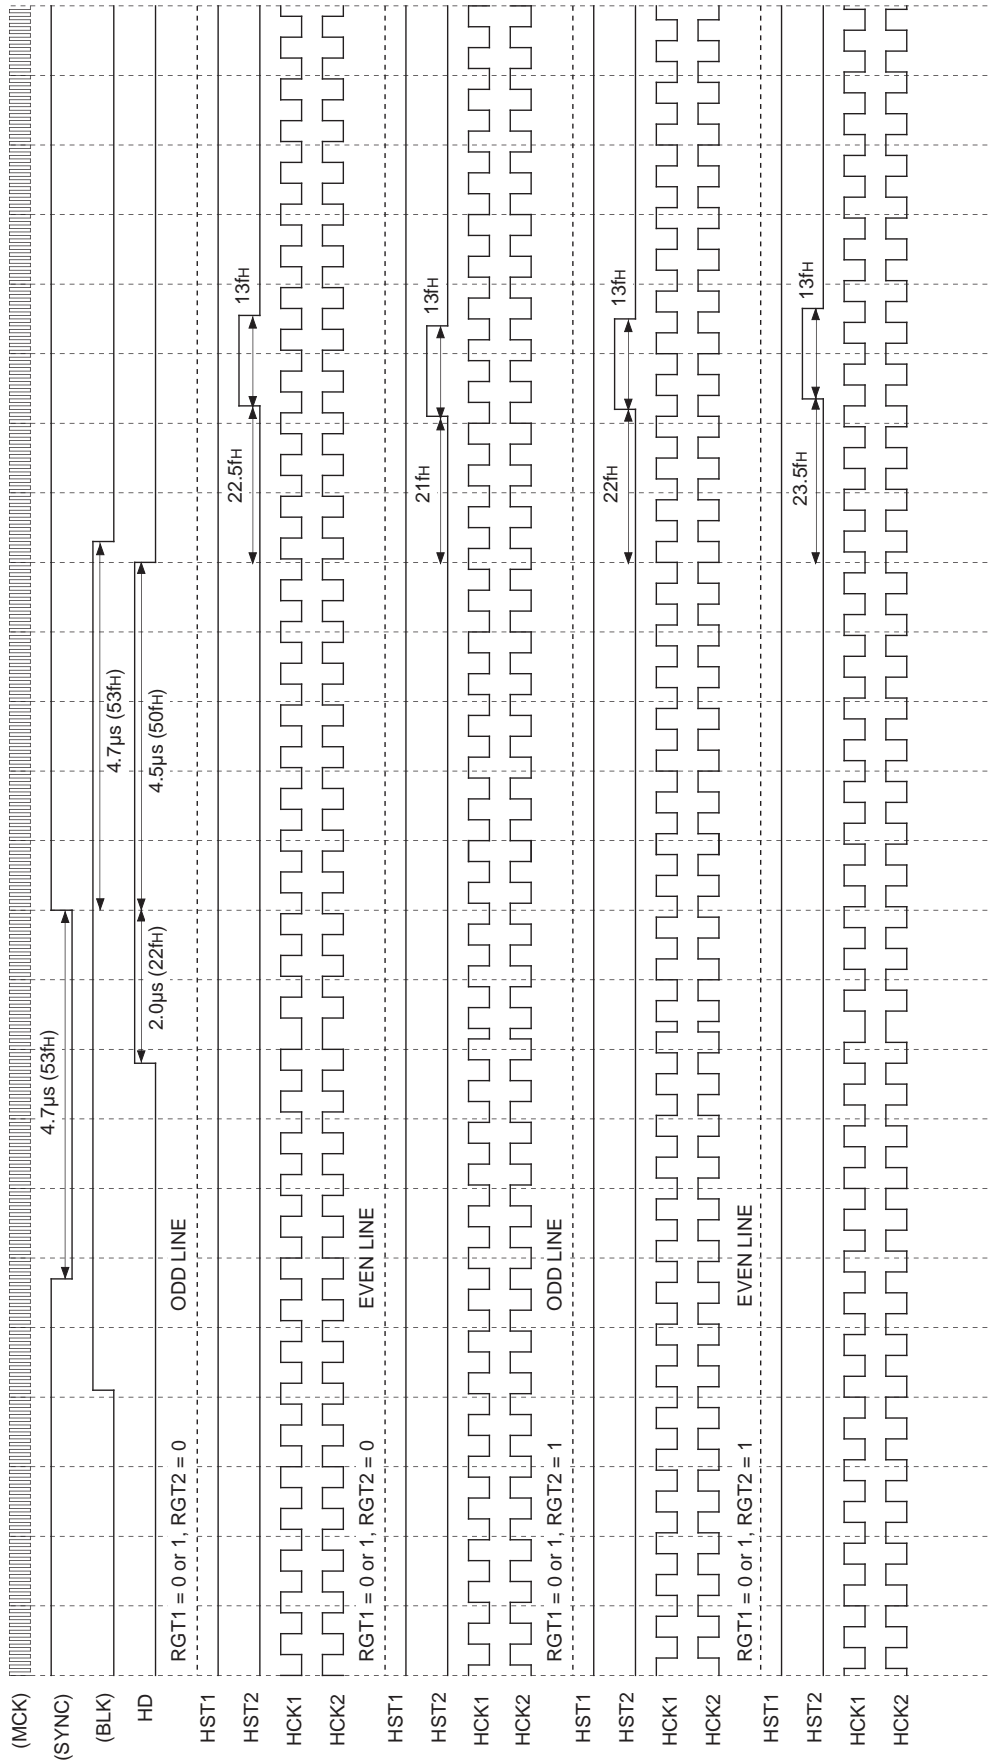 (MCK)
(SYNC)
4.7µs (53fH)
(BLK)
4.7µs (53fH)
HD
2.0µs (22fH)
4.5µs (50fH)
RGT1 = 0 or 1, RGT2 = 0
ODD LINE
HST1
HST2
22.5fH
13fH
HCK1
HCK2
RGT1 = 0 or 1, RGT2 = 0
EVEN LINE
HST1
HST2
21fH
13fH
HCK1
HCK2
RGT1 = 0 or 1, RGT2 = 1
ODD LINE
HST1
HST2
22fH
13fH
HCK1
HCK2
RGT1 = 0 or 1, RGT2 = 1
EVEN LINE
HST1
HST2
23.5fH
13fH
HCK1
HCK2